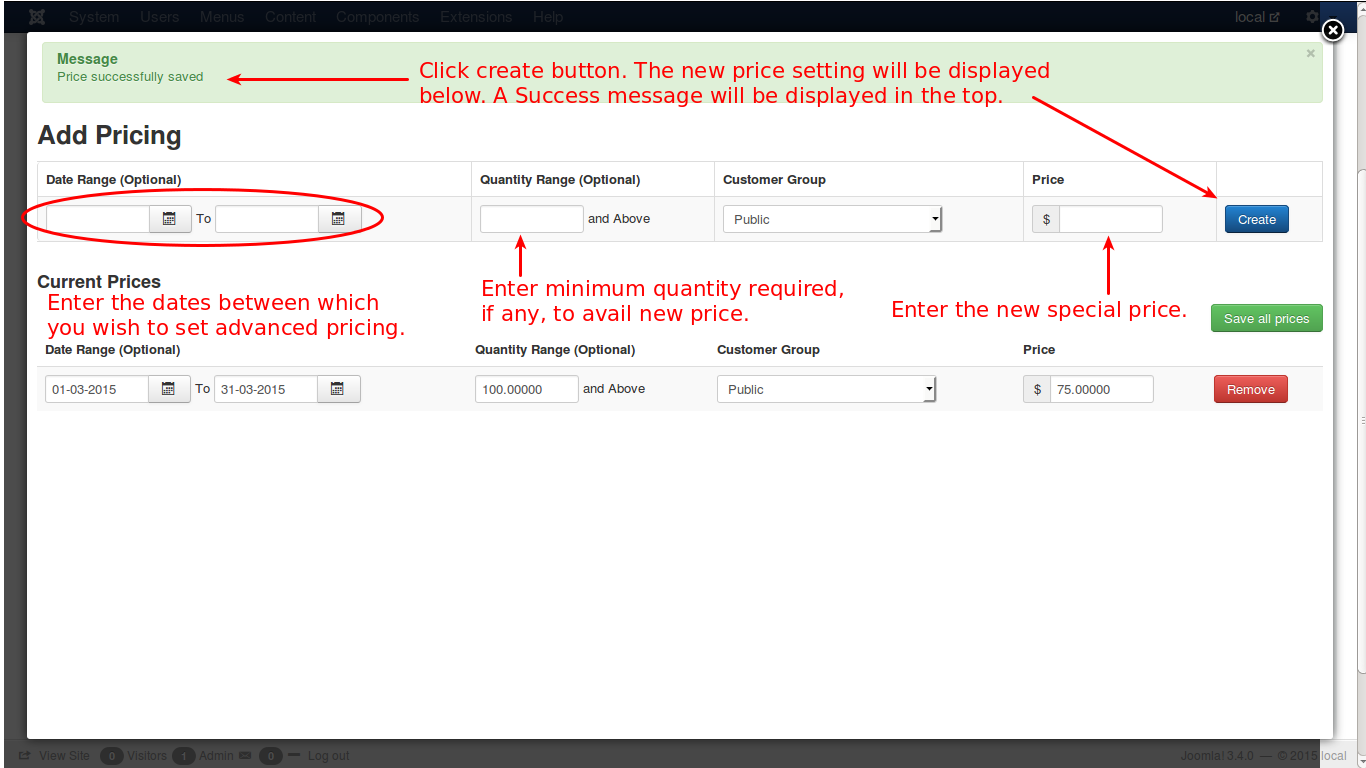 System Users Menus Content Components Extensions Help local
Message
Price successfully saved
×
Click create button. The new price setting will be displayed
below. A Success message will be displayed in the top.
Add Pricing
Date Range (Optional) Quantity Range (Optional) Customer Group Price
To and Above Public $ Create
Current Prices
Enter the dates between which
you wish to set advanced pricing.
Enter minimum quantity required,
if any, to avail new price.
Enter the new special price.
Save all prices
Date Range (Optional) Quantity Range (Optional) Customer Group Price
01-03-2015 To 31-03-2015 100.00000 and Above Public $ 75.00000 Remove
View Site 0 Visitors 1 Admin 0 Log out Joomla! 3.4.0 — © 2015 local